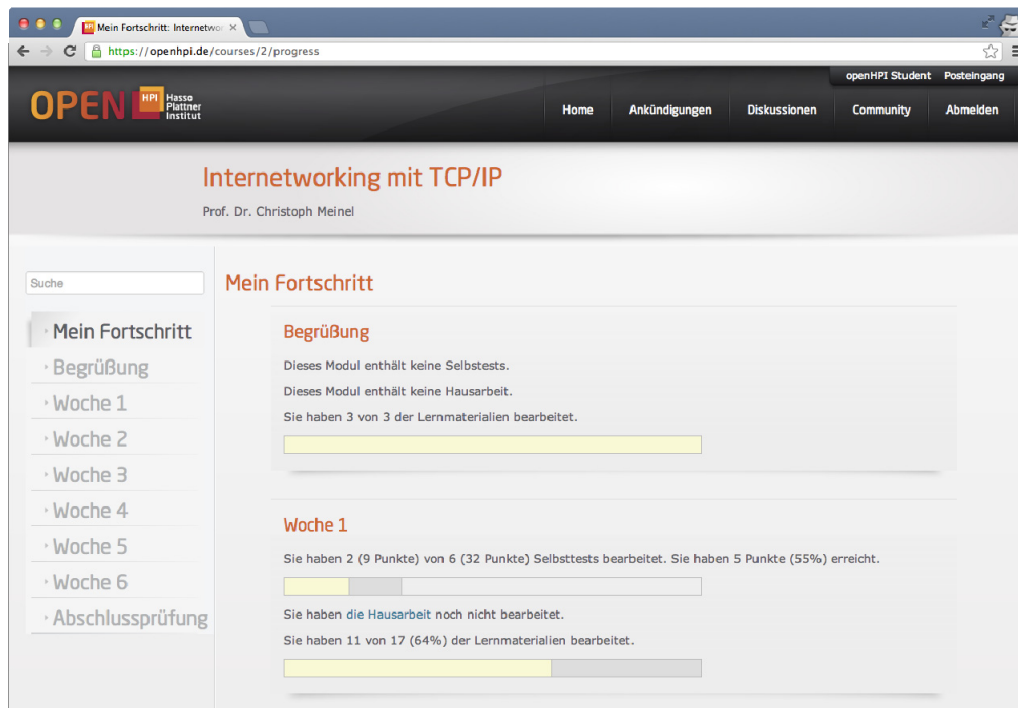 Mein Fortschritt: Internetwor
https://openhpi.de/courses/2/progress
openHPI Student Posteingang
OPEN HPI Hasso Plattner Institut
Home Ankündigungen Diskussionen Community Abmelden
Internetworking mit TCP/IP
Prof. Dr. Christoph Meinel
Suche
Mein Fortschritt
Begrüßung
Woche 1
Woche 2
Woche 3
Woche 4
Woche 5
Woche 6
Abschlussprüfung
Mein Fortschritt
Begrüßung
Dieses Modul enthält keine Selbstests.
Dieses Modul enthält keine Hausarbeit.
Sie haben 3 von 3 der Lernmaterialien bearbeitet.
Woche 1
Sie haben 2 (9 Punkte) von 6 (32 Punkte) Selbsttests bearbeitet. Sie haben 5 Punkte (55%) erreicht.
Sie haben die Hausarbeit noch nicht bearbeitet.
Sie haben 11 von 17 (64%) der Lernmaterialien bearbeitet.